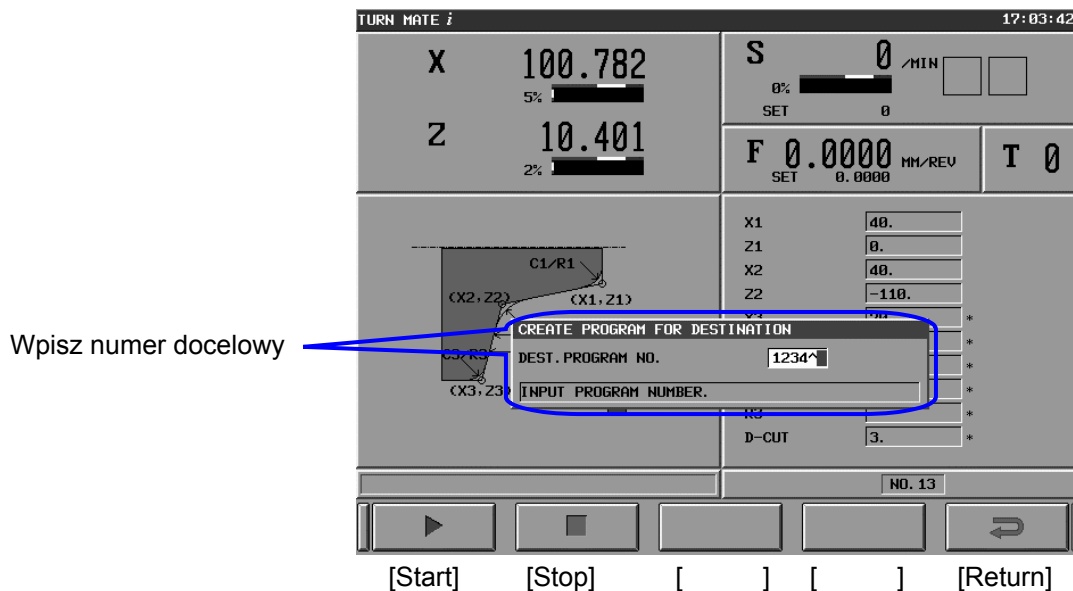 TURN MATE i 17:03:42
X 100.782
5%
Z 10.401
2%
S 0 /MIN
0%
SET 0
F 0.0000 MM/REV
SET 0.0000
T 0
C1/R1
(X2,Z2) (X1,Z1)
C3/R3
(X3,Z3)
X1 40.
Z1 0.
X2 40.
Z2 -110.
*
*
*
*
*
D-CUT 3. *
Wpisz numer docelowy
CREATE PROGRAM FOR DESTINATION
DEST.PROGRAM NO. 1234^
INPUT PROGRAM NUMBER.
NO.13
[Start] [Stop] [ ] [ ] [Return]